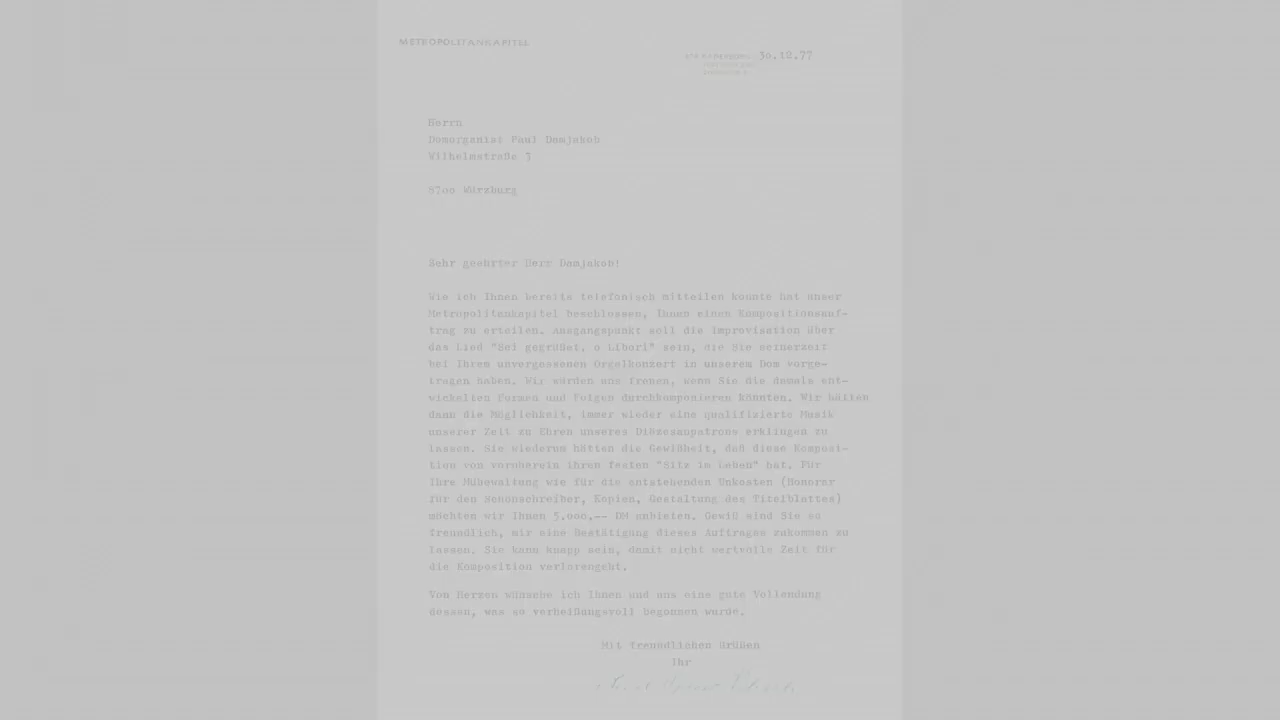 METROPOLITANKAPITEL
30.12.77
Herrn
Domorganist Paul Damjakob
Wilhelmstraße 3
8700 Würzburg
Sehr geehrter Herr Damjakob!
Wie ich Ihnen bereits telefonisch mitteilen konnte hat unser
Metropolitankapitel beschlossen, Ihnen einen Kompositionsauf-
trag zu erteilen. Ausgangspunkt soll die Improvisation über
das Lied "Sei gegrüßet, o Libori" sein, die Sie seinerzeit
bei Ihrem unvergessenen Orgelkonzert in unserem Dom vorge-
tragen haben. Wir würden uns freuen, wenn Sie die damals ent-
wickelten Formen und Folgen durchkomponieren könnten. Wir hätten
dann die Möglichkeit, immer wieder eine qualifizierte Musik
unserer Zeit zu Ehren unseres Diözesanpatrons erklingen zu
lassen. Sie wiederum hätten die Gewißheit, daß diese Komposi-
tion von vornherein ihren festen "Sitz im Leben" hat. Für
Ihre Mühewaltung wie für die entstehenden Unkosten (Honorar
für den Notenschreiber, Kopien, Gestaltung des Titelblattes)
möchten wir Ihnen 5.000,-- DM anbieten. Gewiß sind Sie so
freundlich, mir eine Bestätigung dieses Auftrages zukommen zu
lassen. Sie kann knapp sein, damit nicht wertvolle Zeit für
die Komposition verlorengeht.
Von Herzen wünsche ich Ihnen und uns eine gute Vollendung
dessen, was so verheißungsvoll begonnen wurde.
Mit freundlichen Grüßen
Ihr